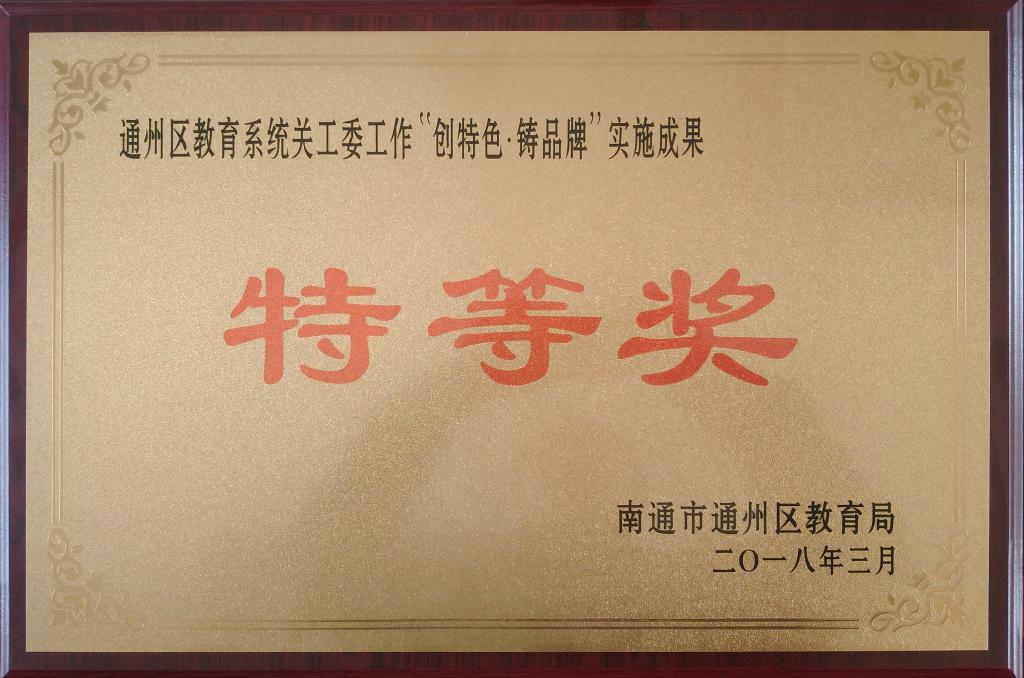 通州区教育系统关工委工作“创特色·铸品牌”实施成果
特等奖
南通市通州区教育局
二〇一八年三月